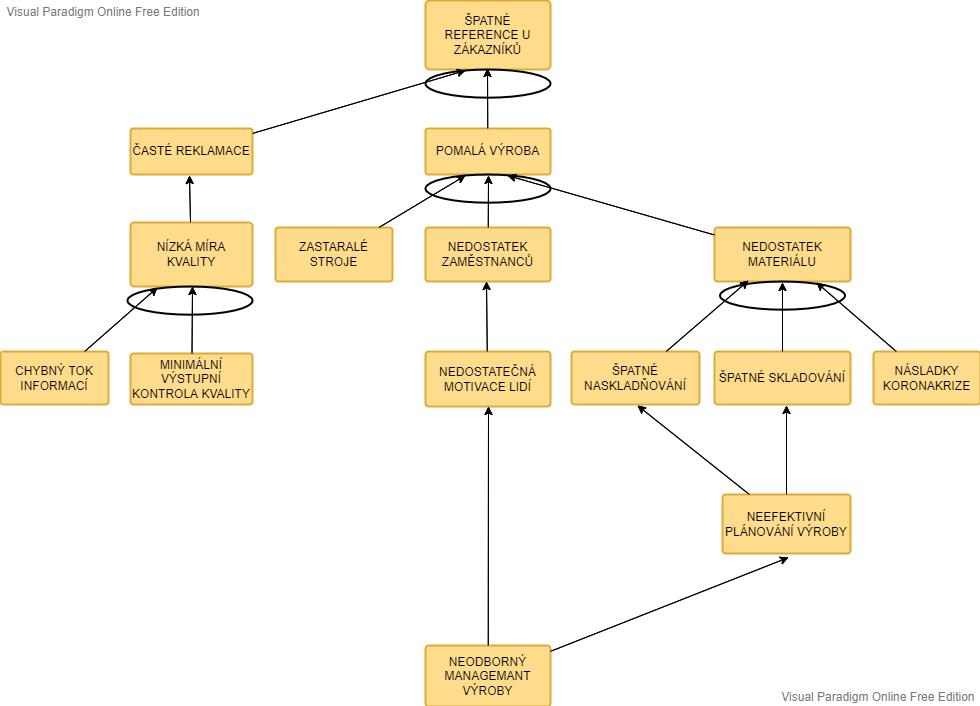 Visual Paradigm Online Free Edition
ŠPATNÉ
REFERENCE U
ZÁKAZNÍKŮ
ČASTÉ REKLAMACE
POMALÁ VÝROBA
NÍZKÁ MÍRA
KVALITY
ZASTARALÉ
STROJE
NEDOSTATEK
ZAMĚSTNANCŮ
NEDOSTATEK
MATERIÁLU
CHYBNÝ TOK
INFORMACÍ
MINIMÁLNÍ
VÝSTUPNÍ
KONTROLA KVALITY
NEDOSTATEČNÁ
MOTIVACE LIDÍ
ŠPATNÉ
NASKLADŇOVÁNÍ
ŠPATNÉ SKLADOVÁNÍ
NÁSLADKY
KORONAKRIZE
NEEFEKTIVNÍ
PLÁNOVÁNÍ VÝROBY
NEODBORNÝ
MANAGEMANT
VÝROBY
Visual Paradigm Online Free Edition